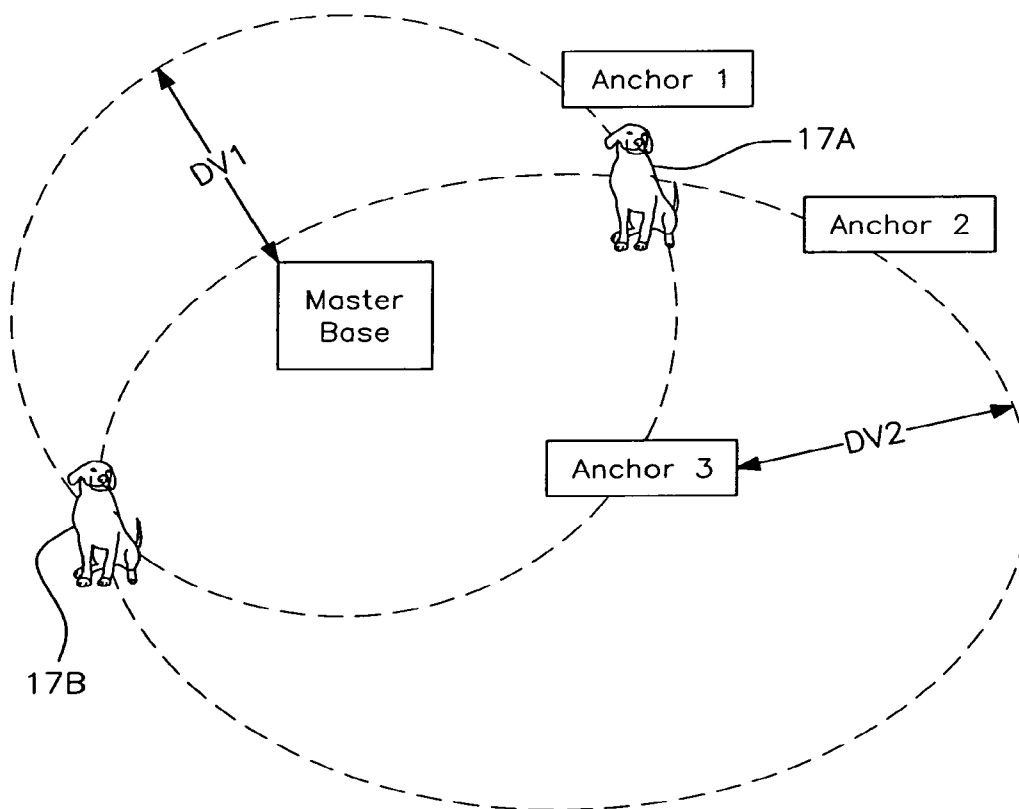 Anchor 1
17A
DV1
Anchor 2
Master
Base
DV2
Anchor 3
17B